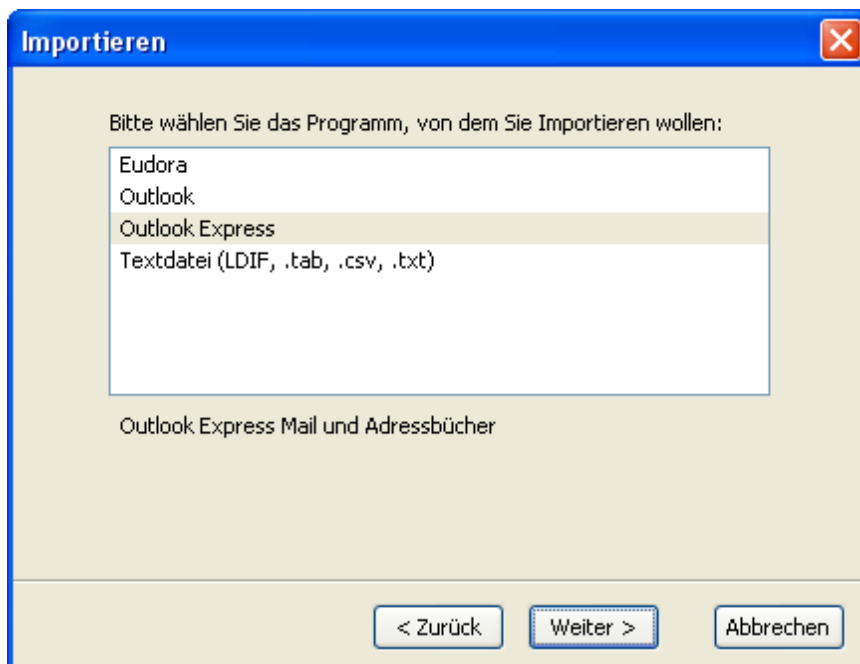 Importieren
Bitte wählen Sie das Programm, von dem Sie Importieren wollen:
Eudora
Outlook
Outlook Express
Textdatei (LDIF, .tab, .csv, .txt)
Outlook Express Mail und Adressbücher
< Zurück Weiter > Abbrechen